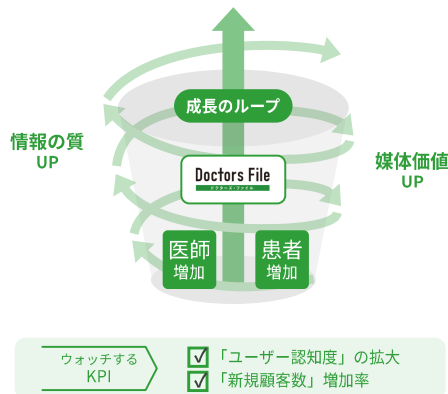 成長のループ
情報の質
UP
媒体価値
UP
Doctors File
ドクターズ・ファイル
医師
増加
患者
増加
ウォッチする
KPI
「ユーザー認知度」の拡大
「新規顧客数」増加率